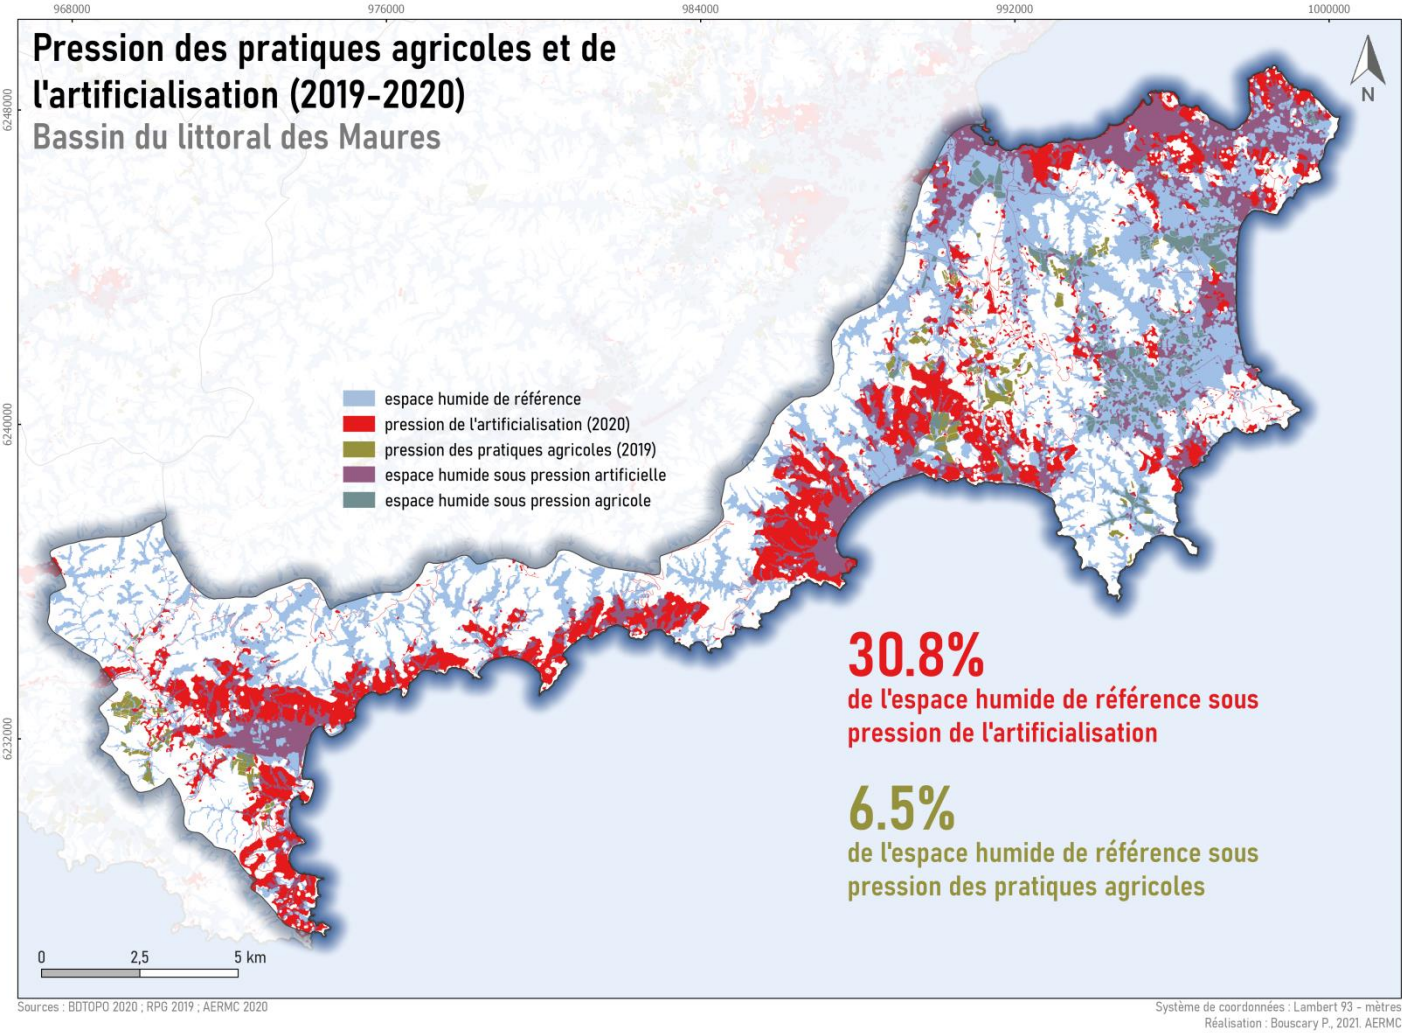 968000
976000
984000
992000
1000000
Pression des pratiques agricoles et de
l'artificialisation (2019-2020)
Bassin du littoral des Maures
N
6248000
6240000
6232000
espace humide de référence
pression de l'artificialisation (2020)
pression des pratiques agricoles (2019)
espace humide sous pression artificielle
espace humide sous pression agricole
30.8%
de l'espace humide de référence sous
pression de l'artificialisation
6.5%
de l'espace humide de référence sous
pression des pratiques agricoles
0 2,5 5 km
Sources : BDTOPO 2020 ; RPG 2019 ; AERMC 2020
Système de coordonnées : Lambert 93 - mètres
Réalisation : Bouscary P., 2021. AERMC